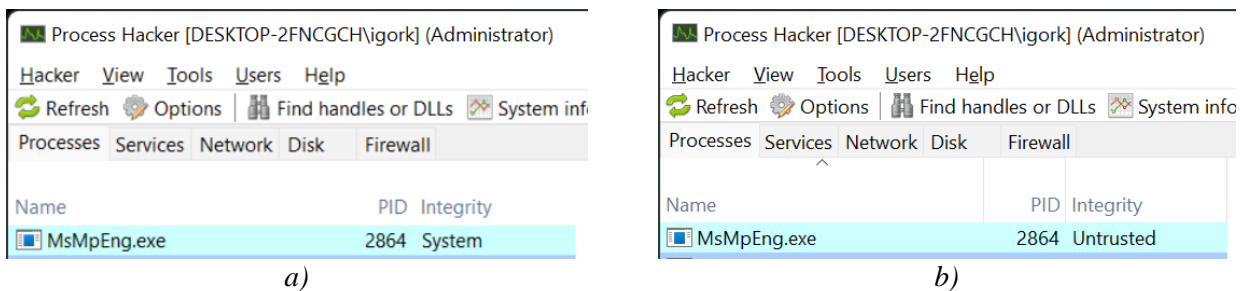 Process Hacker [DESKTOP-2FNCGCH\igork] (Administrator)
Hacker View Tools Users Help
Refresh Options Find handles or DLLs System info
Processes Services Network Disk Firewall
Name PID Integrity
MsMpEng.exe 2864 System
a)
Process Hacker [DESKTOP-2FNCGCH\igork] (Administrator)
Hacker View Tools Users Help
Refresh Options Find handles or DLLs System info
Processes Services Network Disk Firewall
Name PID Integrity
MsMpEng.exe 2864 Untrusted
b)